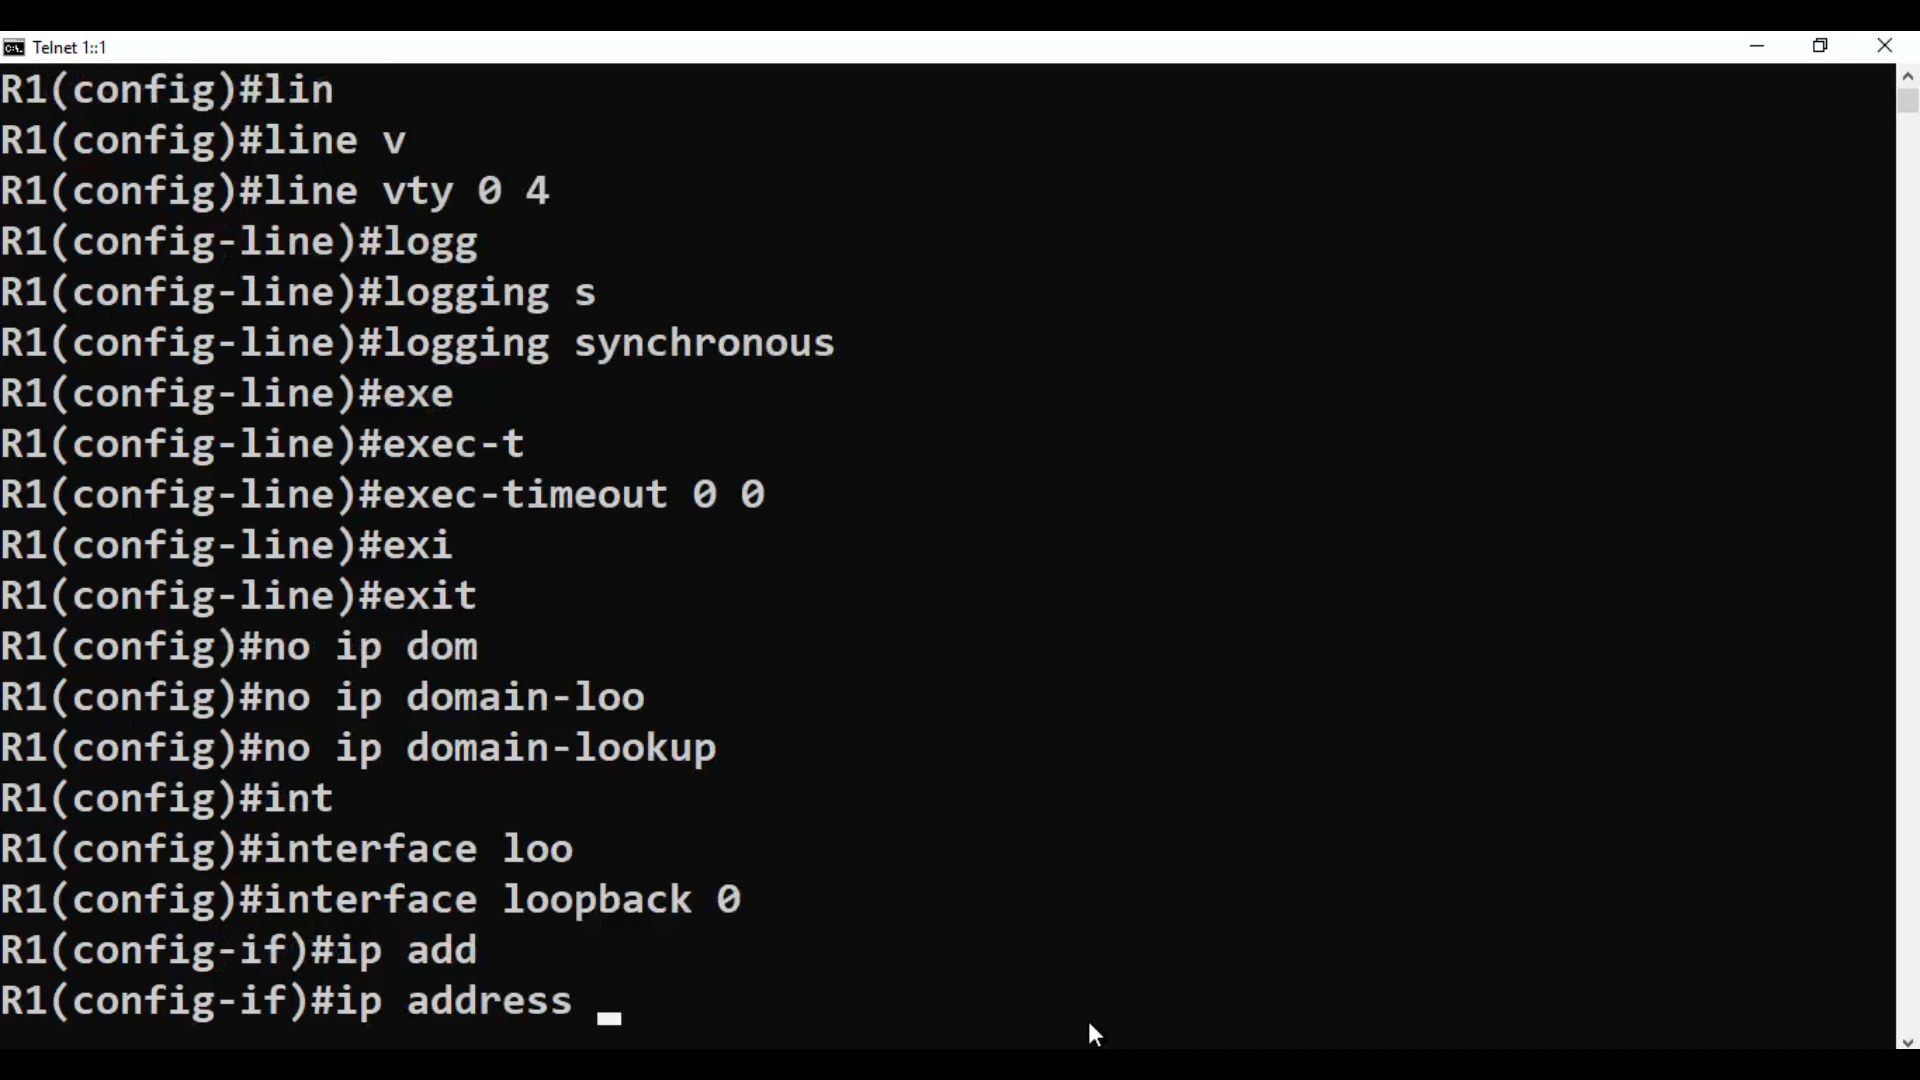 Telnet 1::1
R1(config)#lin
R1(config)#line v
R1(config)#line vty 0 4
R1(config-line)#logg
R1(config-line)#logging s
R1(config-line)#logging synchronous
R1(config-line)#exe
R1(config-line)#exec-t
R1(config-line)#exec-timeout 0 0
R1(config-line)#exi
R1(config-line)#exit
R1(config)#no ip dom
R1(config)#no ip domain-loo
R1(config)#no ip domain-lookup
R1(config)#int
R1(config)#interface loo
R1(config)#interface loopback 0
R1(config-if)#ip add
R1(config-if)#ip address